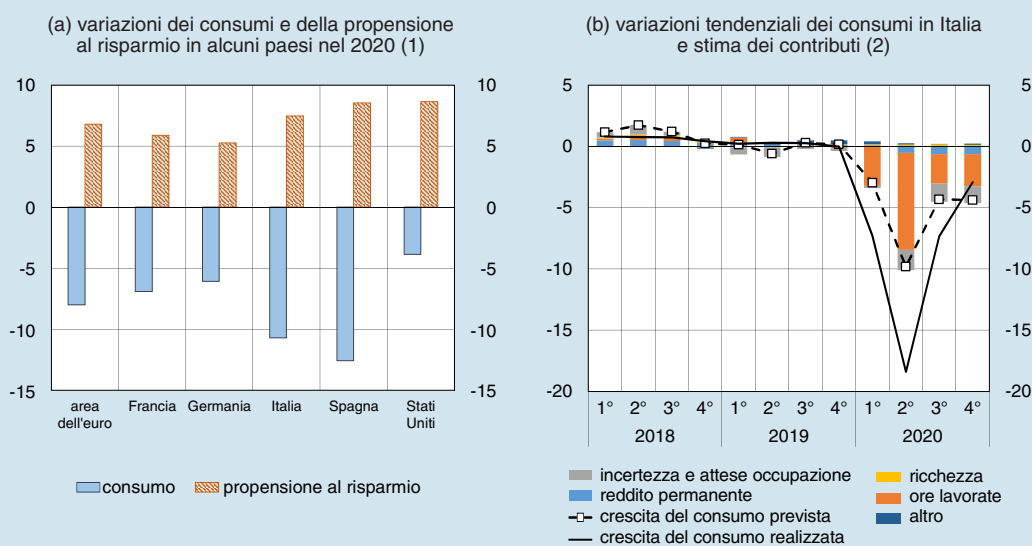 (a) variazioni dei consumi e della propensione
al risparmio in alcuni paesi nel 2020 (1)
10
5
0
-5
-10
-15
10
5
0
-5
-10
-15
area
dell'euro
Francia
Germania
Italia
Spagna
Stati
Uniti
consumo
propensione al risparmio
(b) variazioni tendenziali dei consumi in Italia
e stima dei contributi (2)
5
0
-5
-10
-15
-20
5
0
-5
-10
-15
-20
1° 2° 3° 4° 1° 2° 3° 4° 1° 2° 3° 4°
2018 2019 2020
incertezza e attese occupazione
reddito permanente
crescita del consumo prevista
crescita del consumo realizzata
ricchezza
ore lavorate
altro